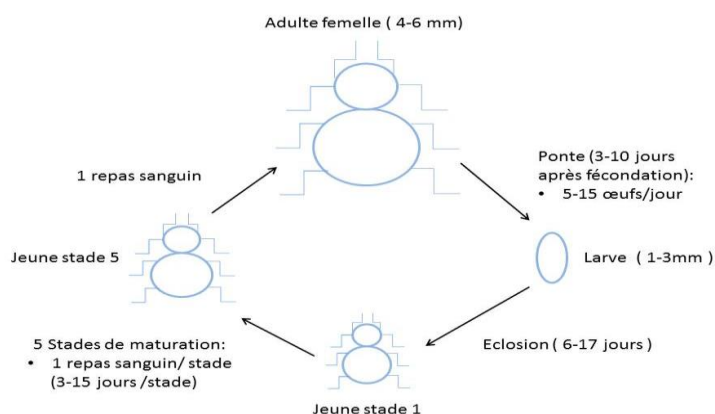 Adulte femelle ( 4-6 mm)
1 repas sanguin
Ponte (3-10 jours
après fécondation):
• 5-15 œufs/jour
Jeune stade 5
Larve ( 1-3mm )
5 Stades de maturation:
• 1 repas sanguin/ stade
(3-15 jours /stade)
Eclosion ( 6-17 jours )
Jeune stade 1